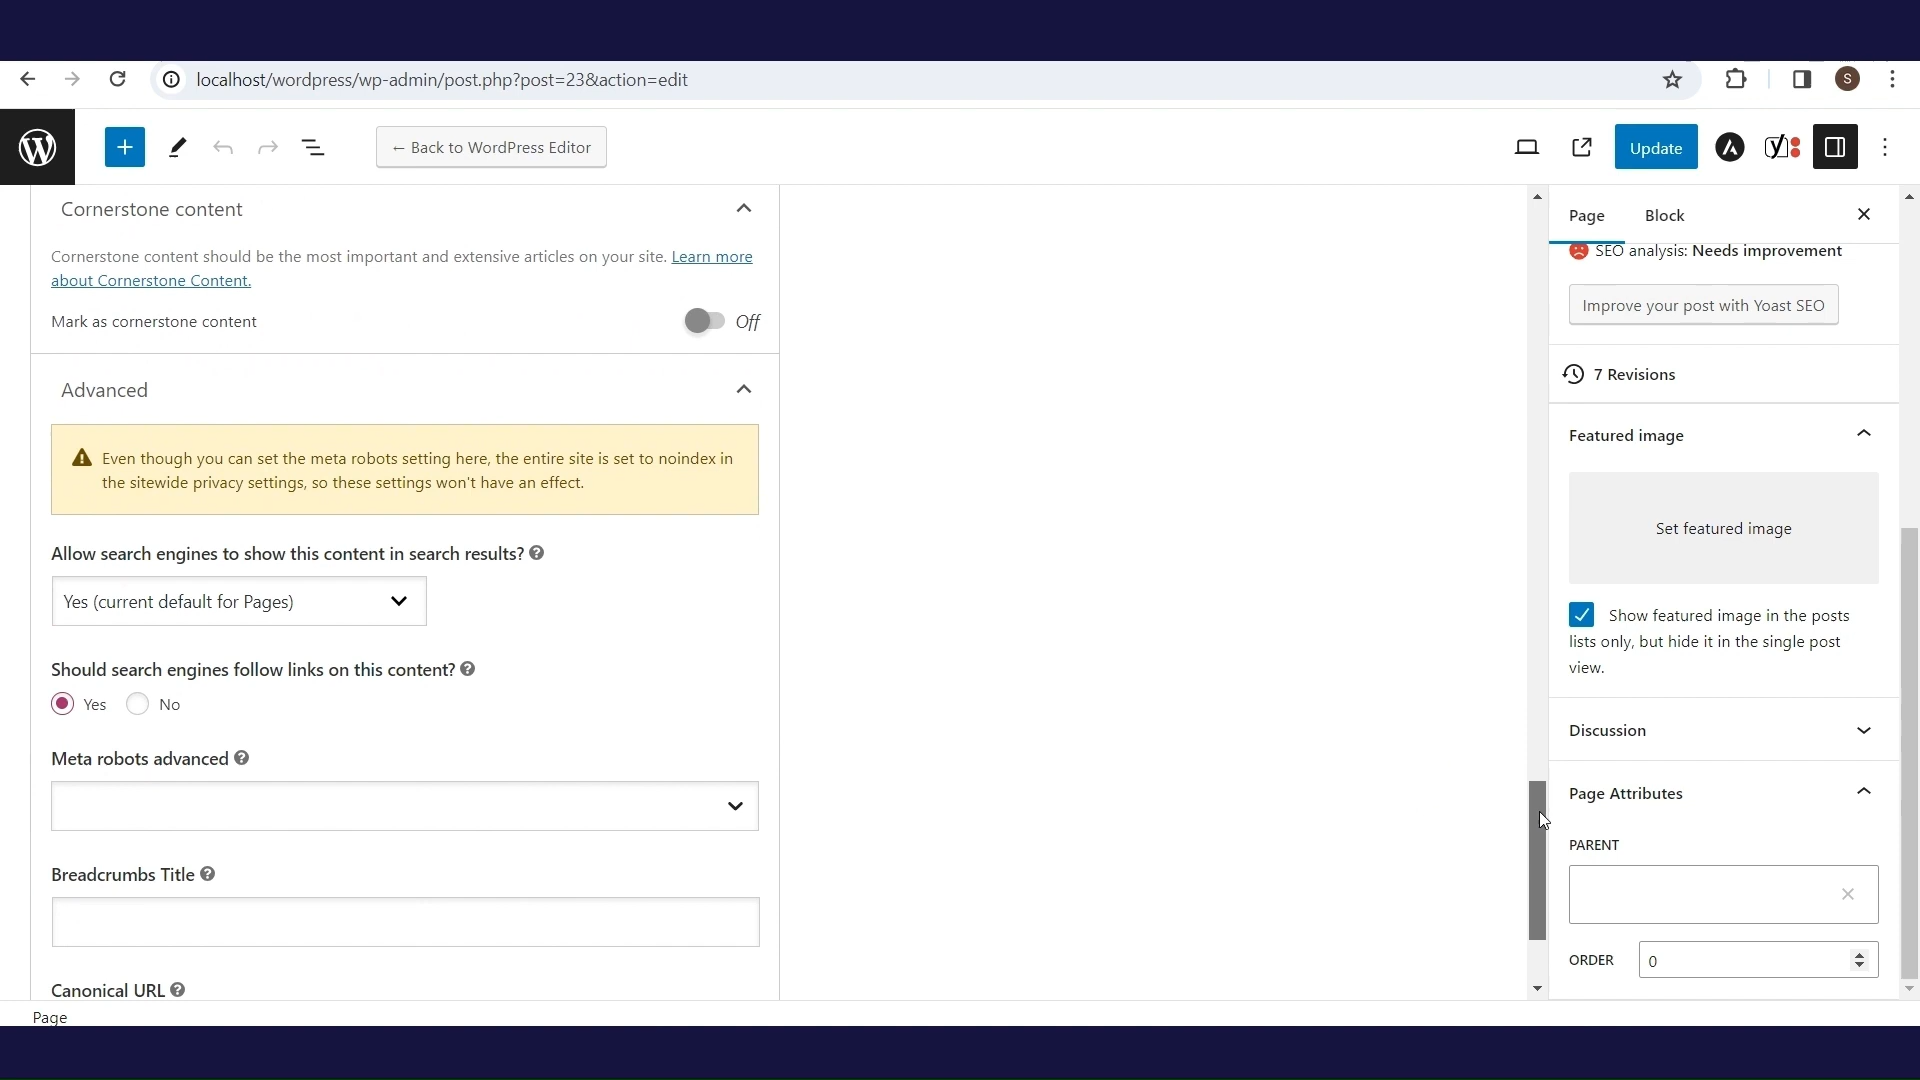 localhost/wordpress/wp-admin/post.php?post=23&action=edit
S
← Back to WordPress Editor
Update
Cornerstone content
Cornerstone content should be the most important and extensive articles on your site. Learn more
about Cornerstone Content.
Mark as cornerstone content
Off
Advanced
Even though you can set the meta robots setting here, the entire site is set to noindex in
the sitewide privacy settings, so these settings won't have an effect.
Allow search engines to show this content in search results?
Yes (current default for Pages)
Should search engines follow links on this content?
Yes
No
Meta robots advanced
Breadcrumbs Title
Canonical URL
Page
Page
Block
SEO analysis: Needs improvement
Improve your post with Yoast SEO
7 Revisions
Featured image
Set featured image
Show featured image in the posts
lists only, but hide it in the single post
view.
Discussion
Page Attributes
PARENT
ORDER
0